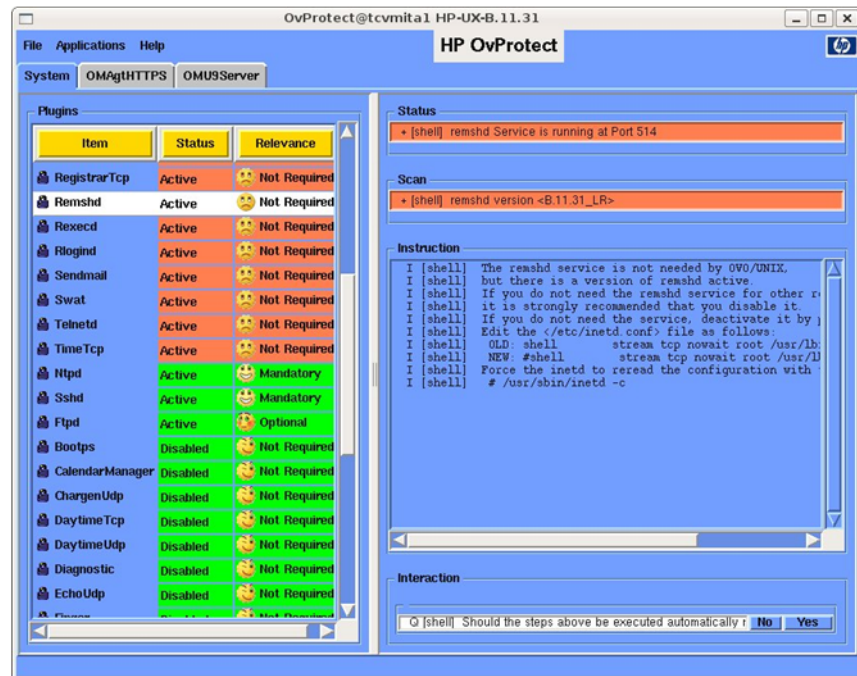 OvProtect@tcvmita1 HP-UX-B.11.31
File Applications Help
HP OvProtect
hp
System OMAgtHTTPS OMU9Server
Plugins
Item Status Relevance
RegistrarTcp Active Not Required
Remshd Active Not Required
Rexecd Active Not Required
Rlogind Active Not Required
Sendmail Active Not Required
Swat Active Not Required
Telnetd Active Not Required
TimeTcp Active Not Required
Ntpd Active Mandatory
Sshd Active Mandatory
Ftpd Active Optional
Bootps Disabled Not Required
CalendarManager Disabled Not Required
ChargenUdp Disabled Not Required
DaytimeTcp Disabled Not Required
DaytimeUdp Disabled Not Required
Diagnostic Disabled Not Required
EchoUdp Disabled Not Required
Status
+ [shell] remshd Service is running at Port 514
Scan
+ [shell] remshd version <B.11.31_LR>
Instruction
I [shell] The remshd service is not needed by OVO/UNIX,
I [shell] but there is a version of remshd active.
I [shell] If you do not need the remshd service for other
I [shell] it is strongly recommended that you disable it.
I [shell] If you do not need the service, deactivate it by
I [shell] Edit the </etc/inetd.conf> file as follows:
I [shell] OLD: shell stream tcp nowait root
I [shell] NEW: #shell stream tcp nowait root
I [shell] Force the inetd to reread the configuration with
I [shell] # /usr/sbin/inetd -c
Interaction
Q [shell] Should the steps above be executed automatically No Yes